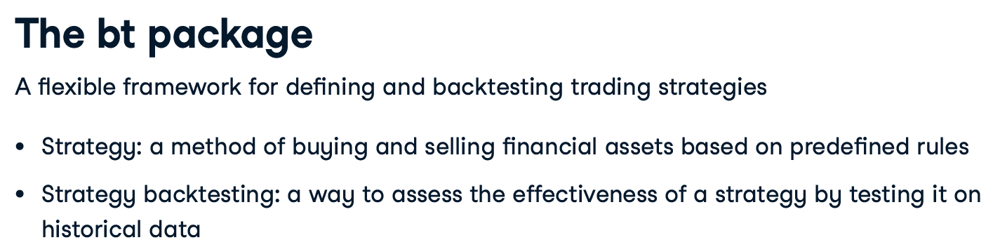 The bt package
A flexible framework for defining and backtesting trading strategies
• Strategy: a method of buying and selling financial assets based on predefined rules
• Strategy backtesting: a way to assess the effectiveness of a strategy by testing it on
historical data